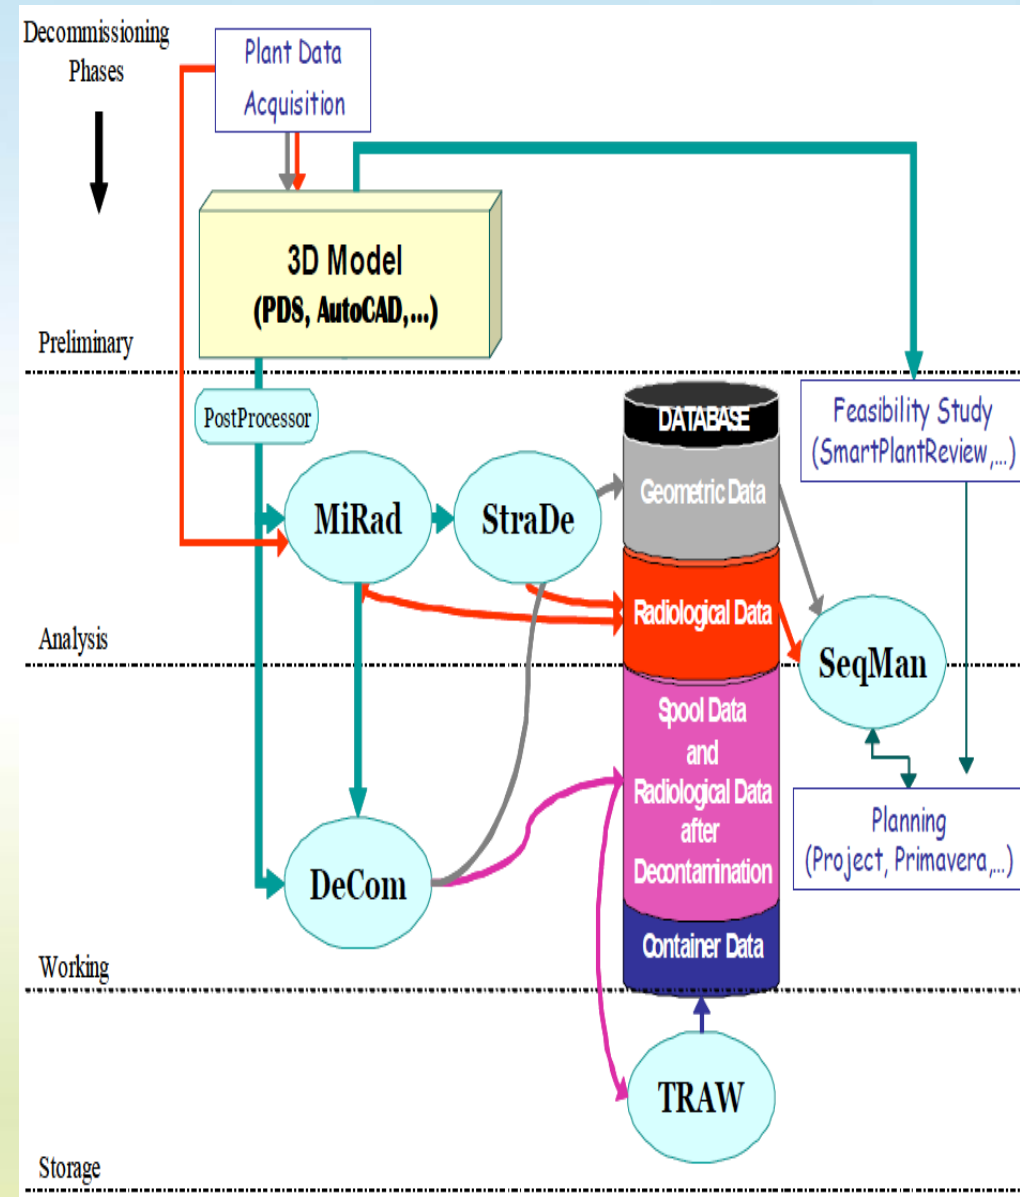 Decommissioning
Phases
Plant Data
Acquisition
3D Model
(PDS, AutoCAD,...)
Preliminary
PostProcessor
DATABASE
Feasibility Study
(SmartPlantReview,...)
Geometric Data
MiRad
StraDe
Radiological Data
Analysis
SeqMan
Spool Data
and
Radiological Data
after
Decontamination
Planning
(Project, Primavera,...)
DeCom
Container Data
Working
TRAW
Storage